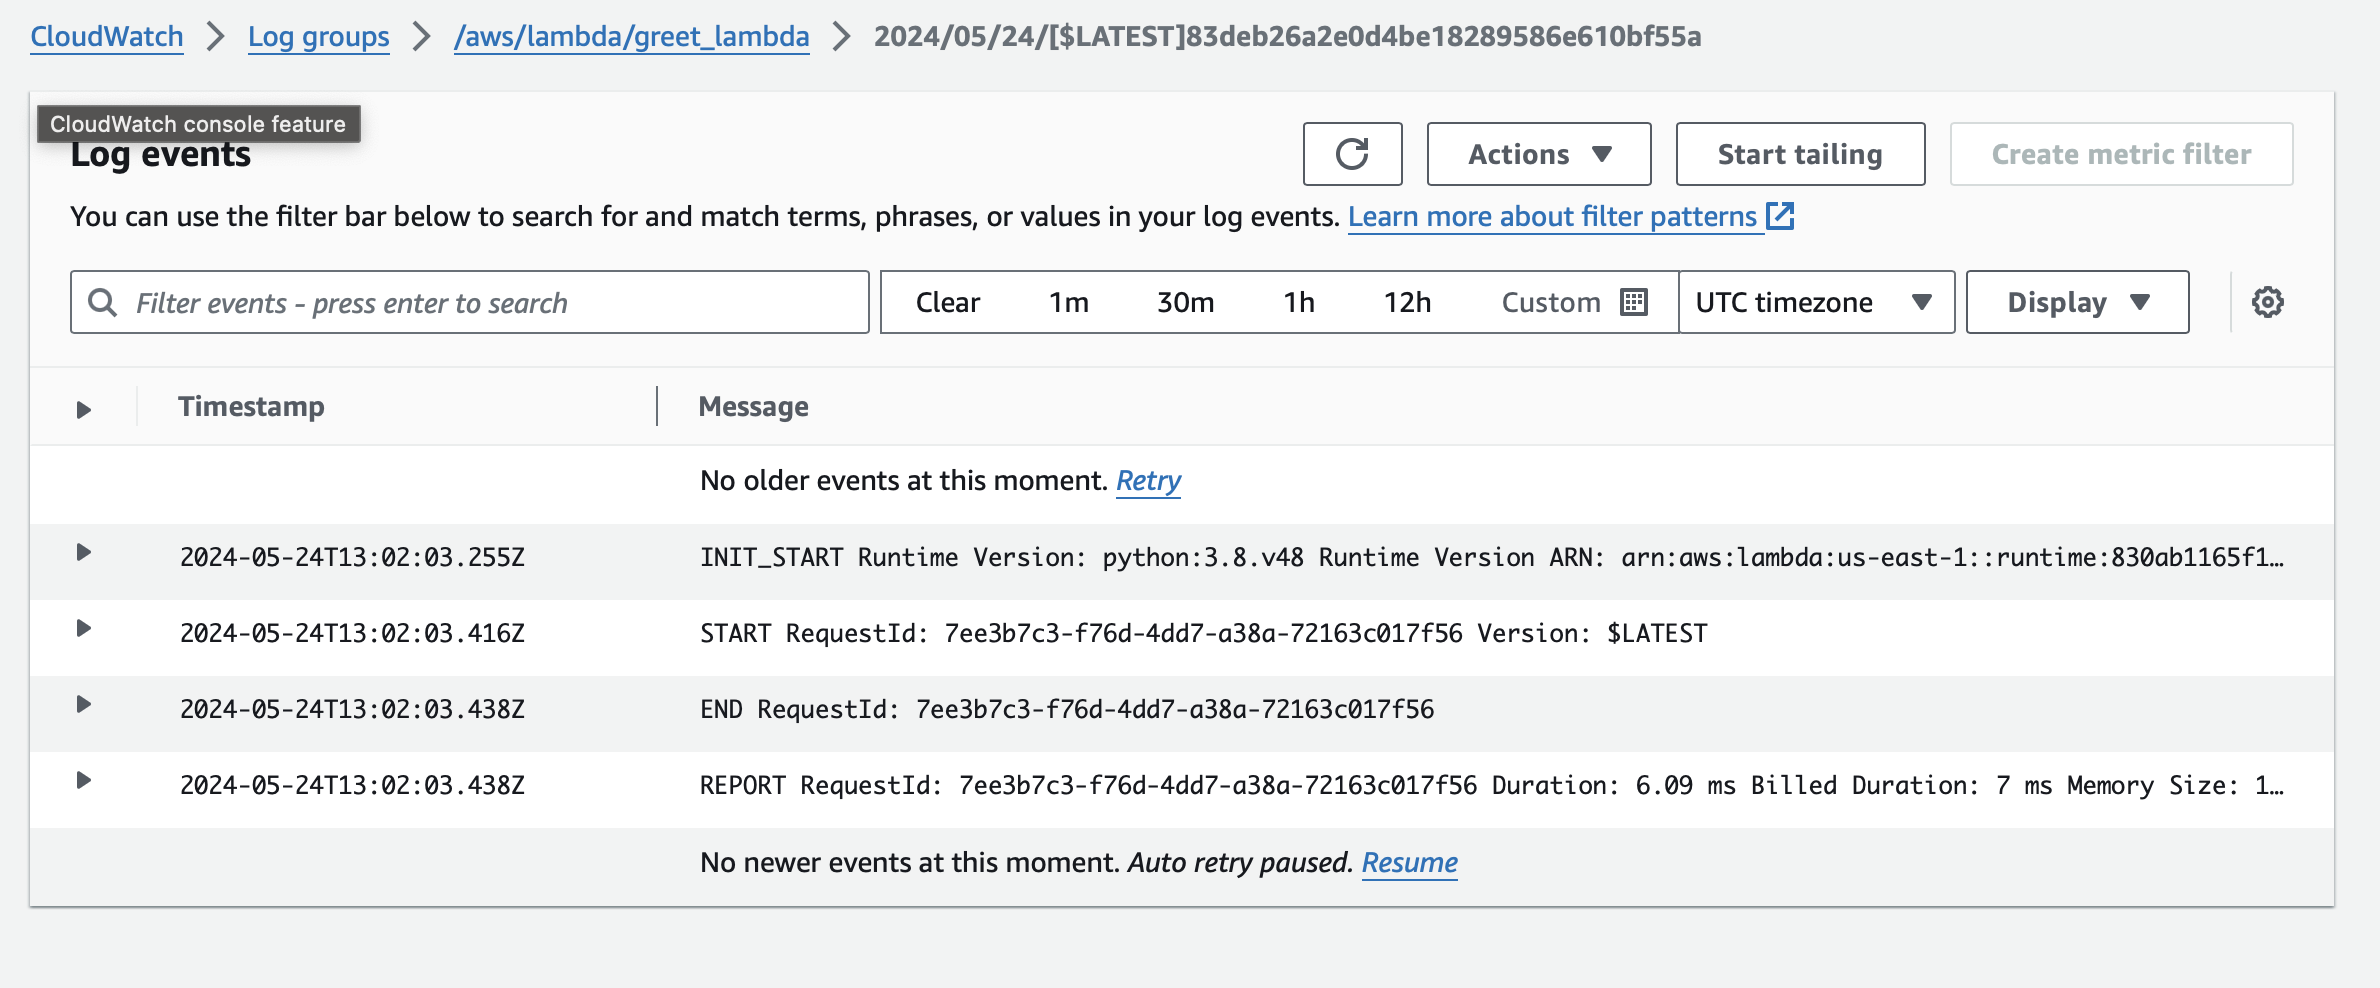 CloudWatch > Log groups > /aws/lambda/greet_lambda > 2024/05/24/[$LATEST]83deb26a2e0d4be18289586e610bf55a
CloudWatch console feature
Log events
Actions Start tailing Create metric filter
You can use the filter bar below to search for and match terms, phrases, or values in your log events. Learn more about filter patterns
Filter events - press enter to search Clear 1m 30m 1h 12h Custom UTC timezone Display
Timestamp Message
No older events at this moment. Retry
2024-05-24T13:02:03.255Z INIT_START Runtime Version: python:3.8.v48 Runtime Version ARN: arn:aws:lambda:us-east-1::runtime:830ab1165f1…
2024-05-24T13:02:03.416Z START RequestId: 7ee3b7c3-f76d-4dd7-a38a-72163c017f56 Version: $LATEST
2024-05-24T13:02:03.438Z END RequestId: 7ee3b7c3-f76d-4dd7-a38a-72163c017f56
2024-05-24T13:02:03.438Z REPORT RequestId: 7ee3b7c3-f76d-4dd7-a38a-72163c017f56 Duration: 6.09 ms Billed Duration: 7 ms Memory Size: 1…
No newer events at this moment. Auto retry paused. Resume